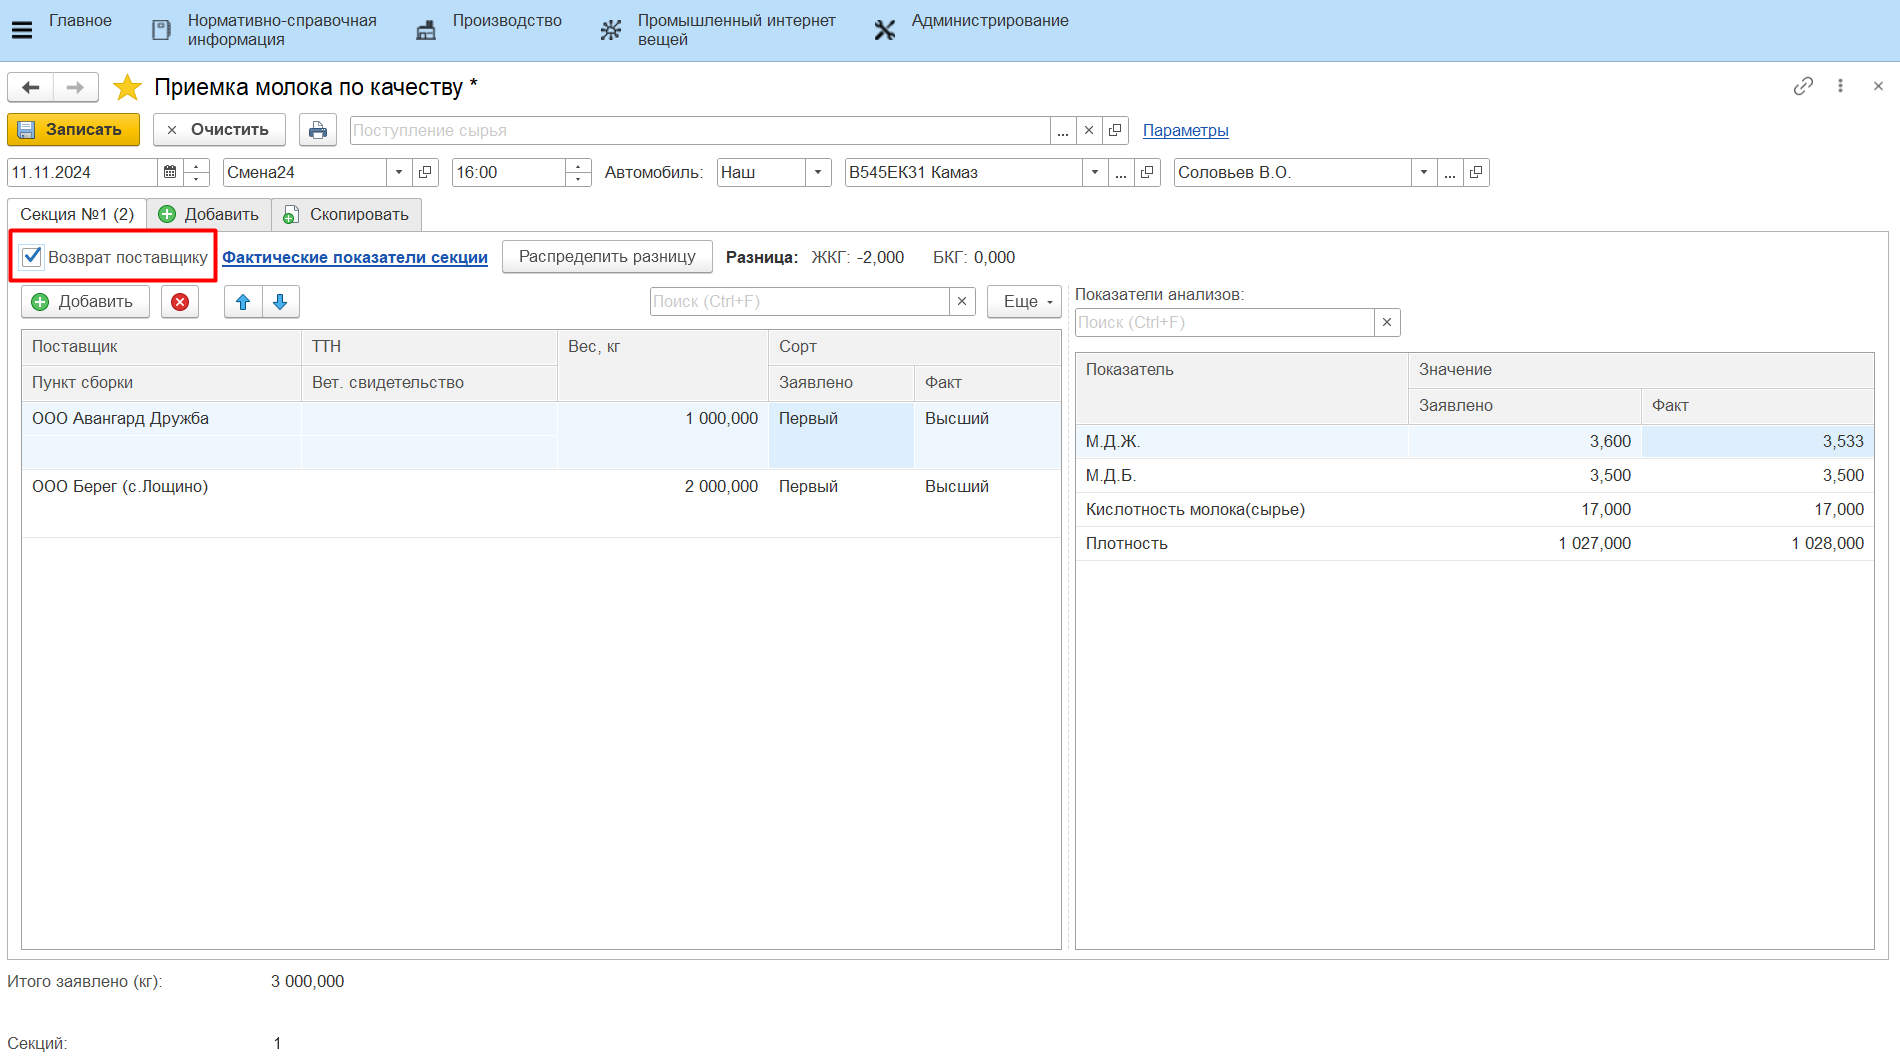 Главное
Нормативно-справочная
информация
Производство
Промышленный интернет
вещей
Администрирование
Приемка молока по качеству *
Записать
Очистить
Поступление сырья
...
Параметры
11.11.2024
Смена24
16:00
Автомобиль:
Наш
В545ЕК31 Камаз
...
Соловьев В.О.
...
Секция №1 (2)
Добавить
Скопировать
Возврат поставщику
Фактические показатели секции
Распределить разницу
Разница:
ЖКГ: -2,000
БКГ: 0,000
Добавить
Поиск (Ctrl+F)
Еще
Показатели анализов:
Поиск (Ctrl+F)
Поставщик
ТТН
Вес, кг
Сорт
Пункт сборки
Вет. свидетельство
Заявлено
Факт
ООО Авангард Дружба
1 000,000
Первый
Высший
ООО Берег (с.Лощино)
2 000,000
Первый
Высший
Показатель
Значение
Заявлено
Факт
М.Д.Ж.
3,600
3,533
М.Д.Б.
3,500
3,500
Кислотность молока(сырье)
17,000
17,000
Плотность
1 027,000
1 028,000
Итого заявлено (кг):
3 000,000
Секций:
1